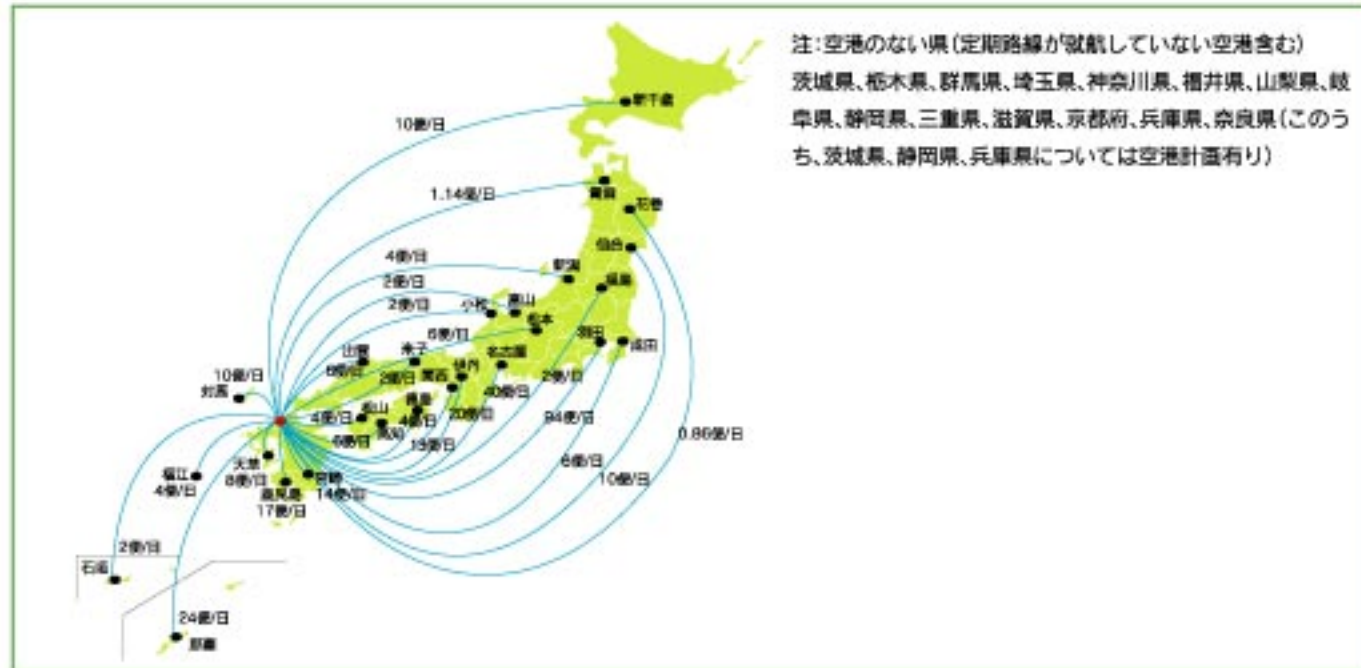 注:空港のない県(定期路線が就航していない空港含む)
茨城県、栃木県、群馬県、埼玉県、神奈川県、福井県、山梨県、岐
阜県、静岡県、三重県、滋賀県、京都府、兵庫県、奈良県(このう
ち、茨城県、静岡県、兵庫県については空港計画有り)
新千歳
10便/日
青森
1.14便/日
花巻
仙台
4便/日
新潟
福島
2便/日
2便/日
小松
富山
松本
6便/日
羽田
成田
出雲
米子
名古屋
伊丹
関西
6便/日
2便/日
2便/日
10便/日
対馬
40便/日
徳島
松山
4便/日
高知
4便/日
20便/日
94便/日
0.86便/日
6便/日
13便/日
6便/日
10便/日
天草
宮崎
福江
4便/日
8便/日
鹿児島
14便/日
17便/日
2便/日
石垣
24便/日
那覇